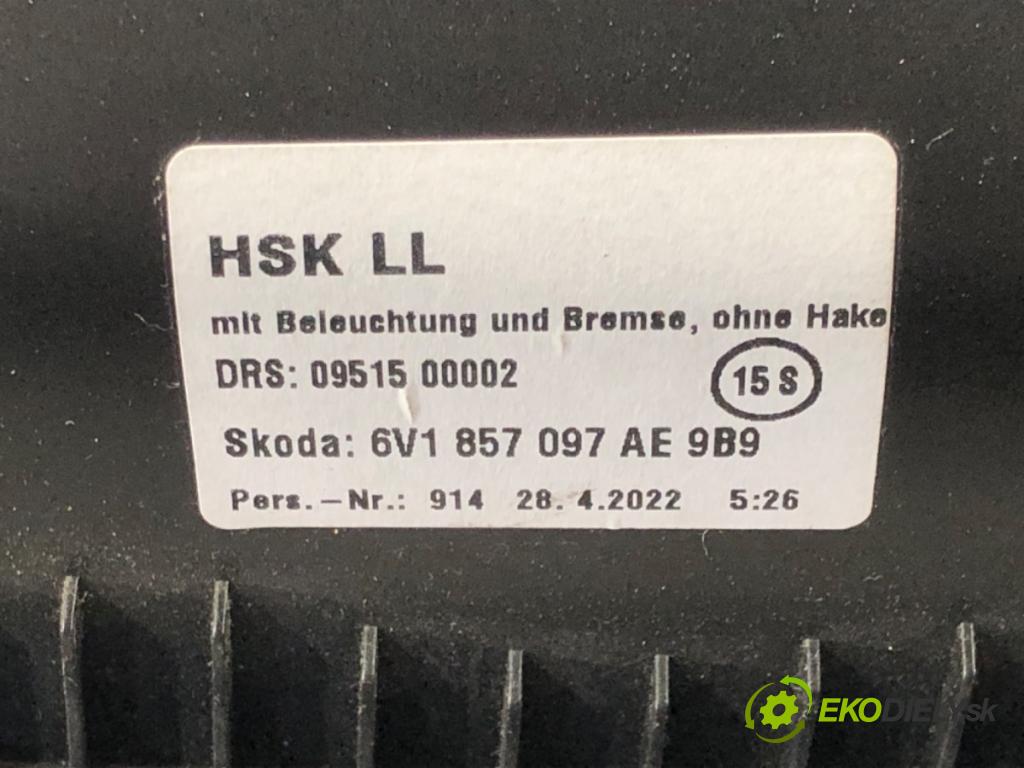 HSK LL
mit Beleuchtung und Bremse, ohne Hake
DRS: 09515 00002 15 S
Skoda: 6V1 857 097 AE 9B9
Pers.-Nr.: 914 28. 4.2022 5:26
EKODIELY.sk